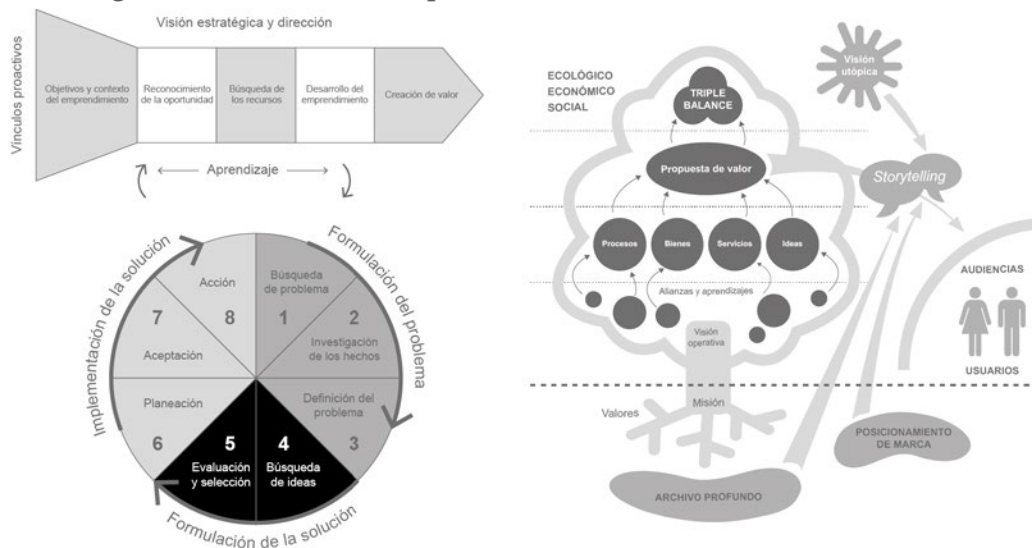 Visión estratégica y dirección
Vínculos proactivos
Objetivos y contexto
del emprendimiento
Reconocimiento
de la oportunidad
Búsqueda de
los recursos
Desarrollo del
emprendimiento
Creación de valor
Aprendizaje
Implementación de la solución
Formulación del problema
Formulación de la solución
Búsqueda
de problema
1
2
Investigación
de los hechos
Definición del
problema
3
4
Búsqueda
de ideas
5
Evaluación
y selección
Planeación
6
7
Aceptación
Acción
8
ECOLÓGICO
ECONÓMICO
SOCIAL
TRIPLE
BALANCE
Visión
utópica
Propuesta de valor
Storytelling
Procesos
Bienes
Servicios
Ideas
Alianzas y aprendizajes
Visión
operativa
AUDIENCIAS
USUARIOS
Valores
Misión
POSICIONAMIENTO
DE MARCA
ARCHIVO PROFUNDO